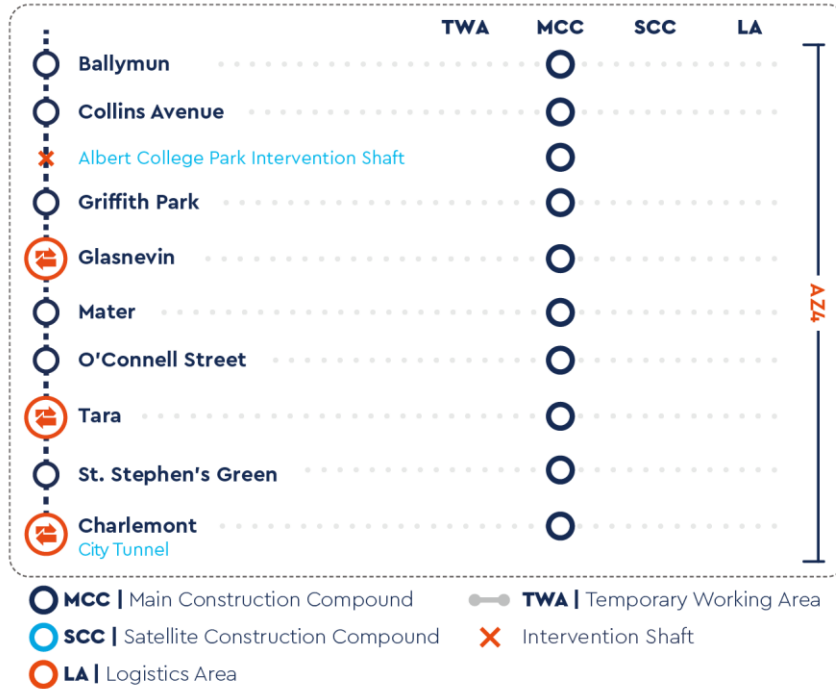 TWA MCC SCC LA
Ballymun
Collins Avenue
Albert College Park Intervention Shaft
Griffith Park
Glasnevin
Mater
O'Connell Street
Tara
St. Stephen's Green
Charlemont
City Tunnel
AZ4
MCC | Main Construction Compound
TWA | Temporary Working Area
SCC | Satellite Construction Compound
Intervention Shaft
LA | Logistics Area